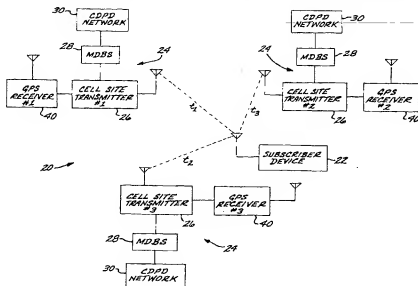 30
CDPD
NETWORK
28
MDBS
24
GPS
RECEIVER
#1
40
CELL SITE
TRANSMITTER
#1
26
t1
20
CDPD
NETWORK
30
24
MDBS
28
CELL SITE
TRANSMITTER
#2
26
GPS
RECEIVER
#2
40
t3
SUBSCRIBER
DEVICE
22
t2
CELL SITE
TRANSMITTER
#3
26
GPS
RECEIVER
#3
40
28
MDBS
24
30
CDPD
NETWORK